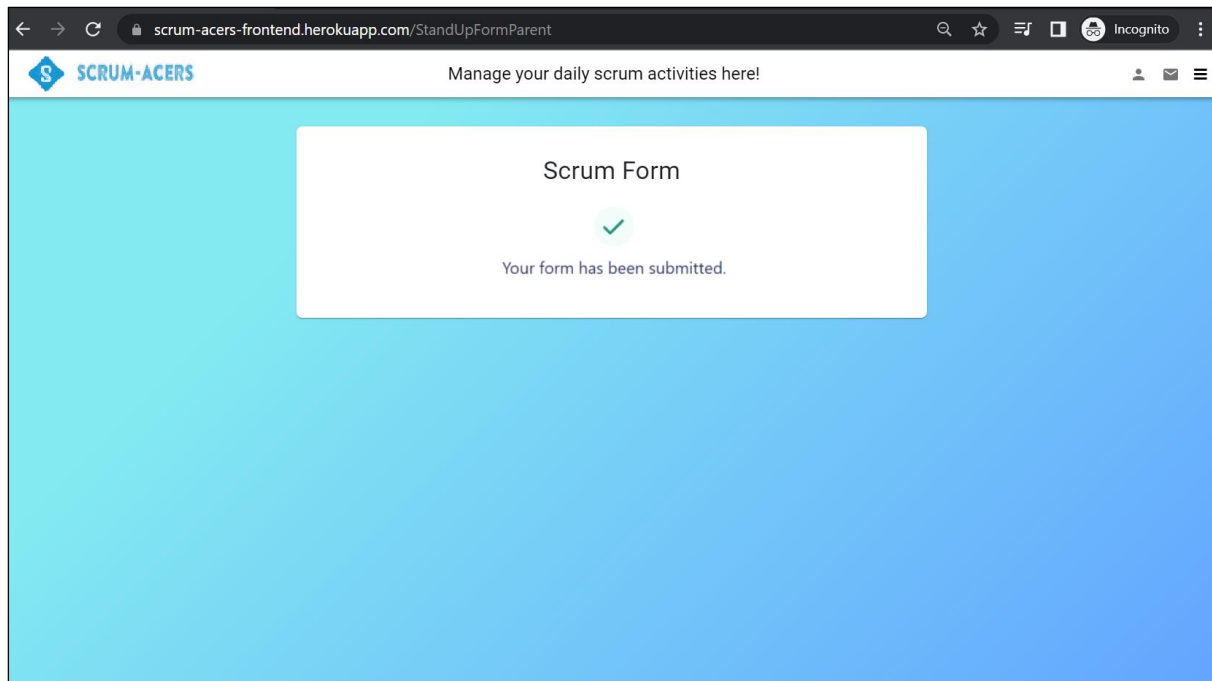 scrum-acers-frontend.herokuapp.com/StandUpFormParent
Incognito
S SCRUM-ACERS
Manage your daily scrum activities here!
Scrum Form
Your form has been submitted.